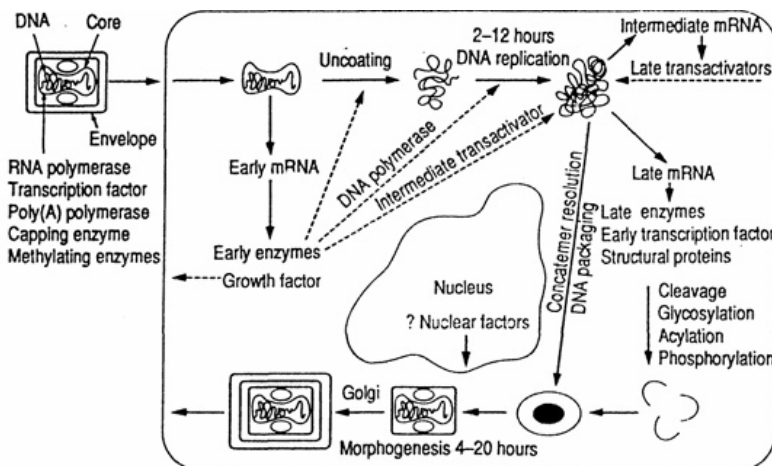 DNA
Core
Envelope
RNA polymerase
Transcription factor
Poly(A) polymerase
Capping enzyme
Methylating enzymes
Uncoating
2–12 hours
DNA replication
Intermediate mRNA
Late transactivators
Early mRNA
DNA polymerase
Intermediate transactivator
Early enzymes
Growth factor
Late mRNA
Late enzymes
Early transcription factor
Structural proteins
Concatemer resolution
DNA packaging
Nucleus
? Nuclear factors
Cleavage
Glycosylation
Acylation
Phosphorylation
Golgi
Morphogenesis 4–20 hours